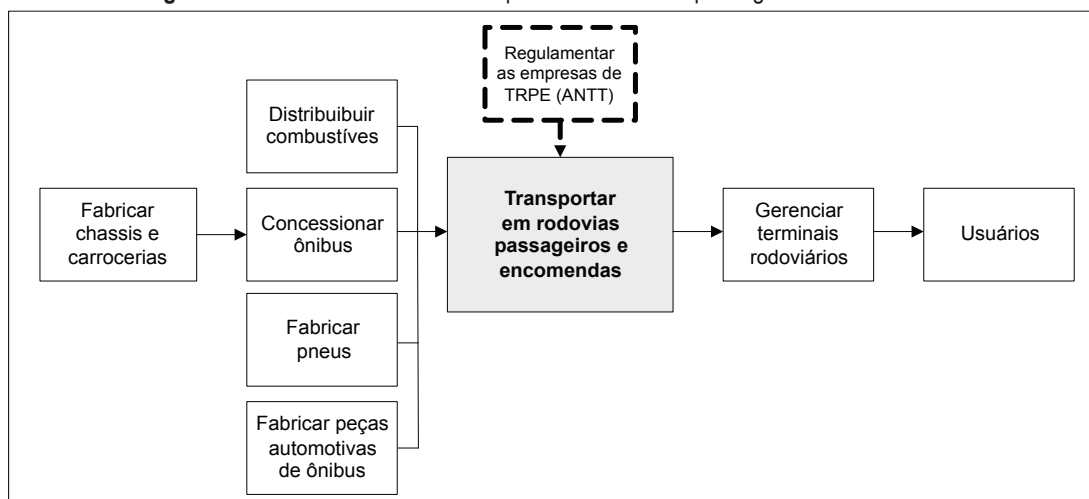 Regulamentar
as empresas de
TRPE (ANTT)
Distribuibuir
combustíves
Fabricar
chassis e
carrocerias
Concessionar
ônibus
Transportar
em rodovias
passageiros e
encomendas
Gerenciar
terminais
rodoviários
Usuários
Fabricar
pneus
Fabricar peças
automotivas
de ônibus